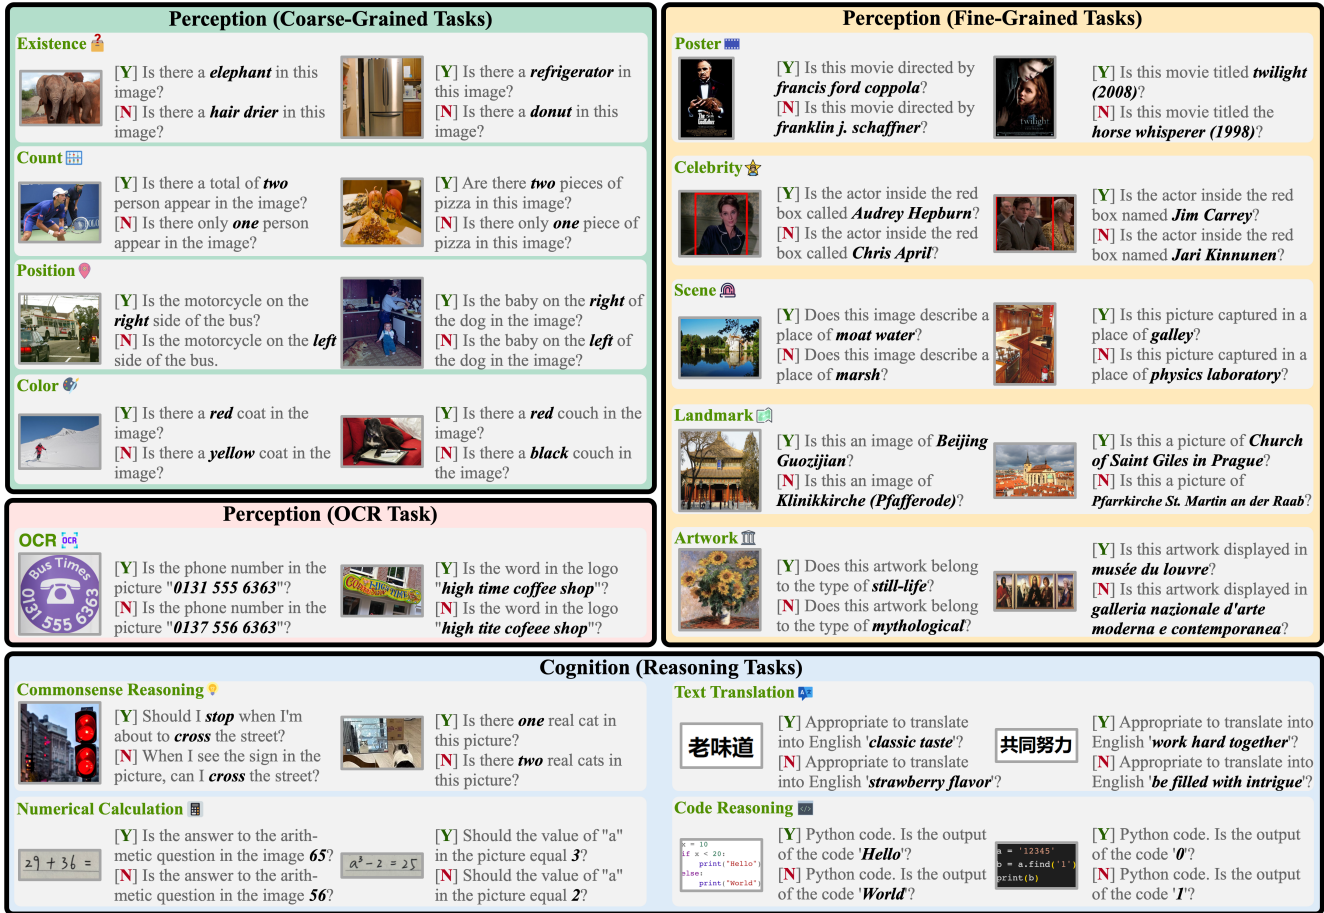 Perception (Coarse-Grained Tasks)
Existence
[Y] Is there a elephant in this
image?
[N] Is there a hair drier in this
image?
[Y] Is there a refrigerator in
this image?
[N] Is there a donut in this
image?
Count
[Y] Is there a total of two
person appear in the image?
[N] Is there only one person
appear in the image?
[Y] Are there two pieces of
pizza in this image?
[N] Is there only one piece of
pizza in this image?
Position
[Y] Is the motorcycle on the
right side of the bus?
[N] Is the motorcycle on the left
side of the bus.
[Y] Is the baby on the right of
the dog in the image?
[N] Is the baby on the left of
the dog in the image?
Color
[Y] Is there a red coat in the
image?
[N] Is there a yellow coat in the
image?
[Y] Is there a red couch in the
image?
[N] Is there a black couch in
the image?
Perception (OCR Task)
OCR
OCR
Bus Times
0131 555 6363
[Y] Is the phone number in the
picture "0131 555 6363"?
[N] Is the phone number in the
picture "0137 556 6363"?
[Y] Is the word in the logo
"high time coffee shop"?
[N] Is the word in the logo
"high tite cofeee shop"?
Perception (Fine-Grained Tasks)
Poster
[Y] Is this movie directed by
francis ford coppola?
[N] Is this movie directed by
franklin j. schaffner?
twilight
[Y] Is this movie titled twilight
(2008)?
[N] Is this movie titled the
horse whisperer (1998)?
Celebrity
[Y] Is the actor inside the red
box called Audrey Hepburn?
[N] Is the actor inside the red
box called Chris April?
[Y] Is the actor inside the red
box named Jim Carrey?
[N] Is the actor inside the red
box named Jari Kinnunen?
Scene
[Y] Does this image describe a
place of moat water?
[N] Does this image describe a
place of marsh?
[Y] Is this picture captured in a
place of galley?
[N] Is this picture captured in a
place of physics laboratory?
Landmark
[Y] Is this an image of Beijing
Guozijian?
[N] Is this an image of
Klinikkirche (Pfafferode)?
[Y] Is this a picture of Church
of Saint Giles in Prague?
[N] Is this a picture of
Pfarrkirche St. Martin an der Raab?
Artwork
[Y] Does this artwork belong
to the type of still-life?
[N] Does this artwork belong
to the type of mythological?
[Y] Is this artwork displayed in
musée du louvre?
[N] Is this artwork displayed in
galleria nazionale d'arte
moderna e contemporanea?
Cognition (Reasoning Tasks)
Commonsense Reasoning
[Y] Should I stop when I'm
about to cross the street?
[N] When I see the sign in the
picture, can I cross the street?
[Y] Is there one real cat in
this picture?
[N] Is there two real cats in
this picture?
Numerical Calculation
29 + 36 =
[Y] Is the answer to the arith-
metic question in the image 65?
[N] Is the answer to the arith-
metic question in the image 56?
a³ - 2 = 25
[Y] Should the value of "a"
in the picture equal 3?
[N] Should the value of "a"
in the picture equal 2?
Text Translation
老味道
[Y] Appropriate to translate
into English 'classic taste'?
[N] Appropriate to translate
into English 'strawberry flavor'?
共同努力
[Y] Appropriate to translate into
English 'work hard together'?
[N] Appropriate to translate into
English 'be filled with intrigue'?
Code Reasoning
x = 10
if x < 20:
print("Hello")
else:
print("World")
[Y] Python code. Is the output
of the code 'Hello'?
[N] Python code. Is the output
of the code 'World'?
a = '12345'
b = a.find('1')
print(b)
[Y] Python code. Is the output
of the code '0'?
[N] Python code. Is the output
of the code '1'?